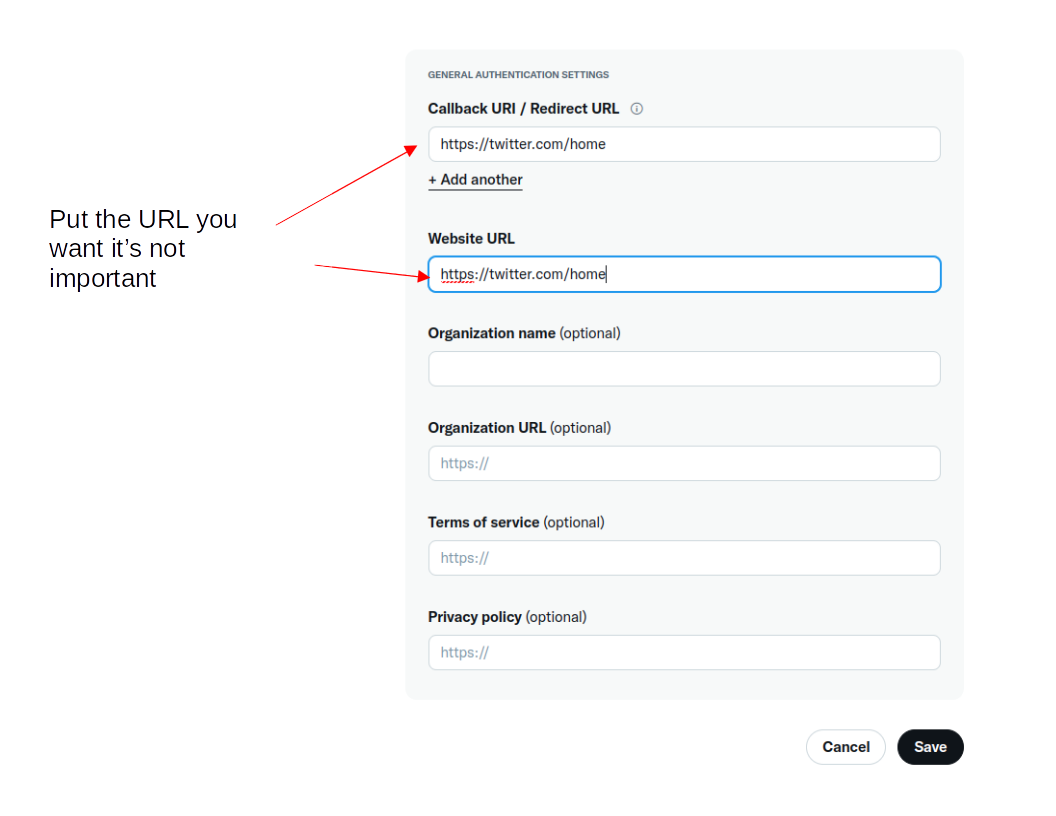 GENERAL AUTHENTICATION SETTINGS
Callback URI / Redirect URL
https://twitter.com/home
+ Add another
Put the URL you
want it’s not
important
Website URL
https://twitter.com/home
Organization name (optional)
Organization URL (optional)
https://
Terms of service (optional)
https://
Privacy policy (optional)
https://
Cancel
Save